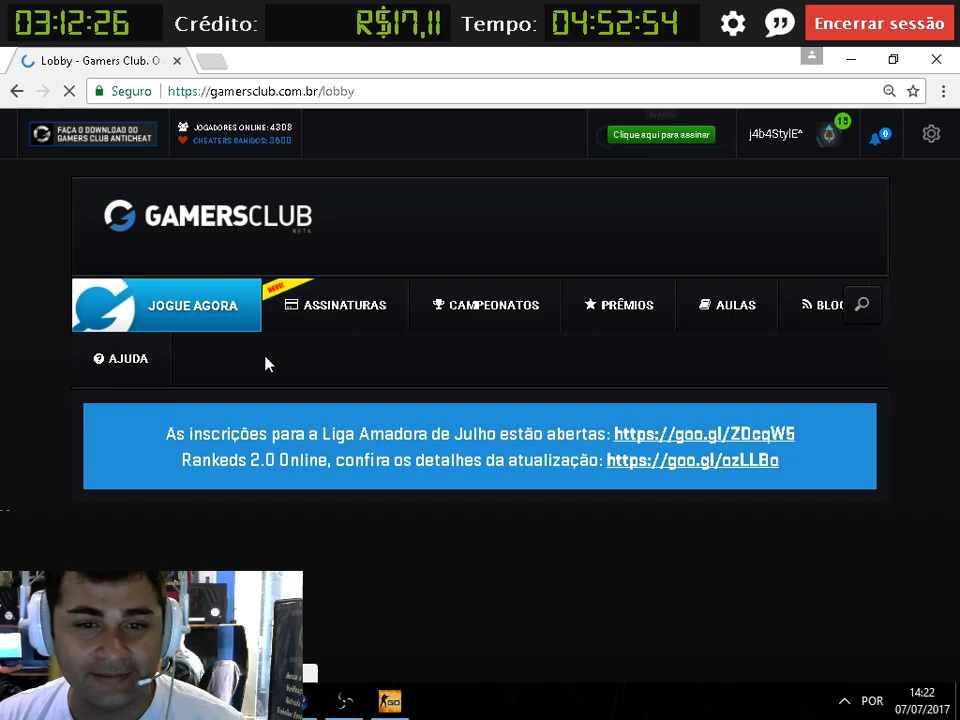 03:12:26 Crédito: R$17,11 Tempo: 04:52:54 Encerrar sessão
Lobby - Gamers Club. O
Seguro https://gamersclub.com.br/lobby
FAÇA O DOWNLOAD DO
GAMERS CLUB ANTICHEAT
JOGADORES ONLINE: 4308
CHEATERS BANIDOS: 3600
Clique aqui para assinar
j4b4StylE^
15
0
GAMERSCLUB
BETA
JOGUE AGORA
NOVO!
ASSINATURAS
CAMPEONATOS
PRÊMIOS
AULAS
BLOG
AJUDA
As inscrições para a Liga Amadora de Julho estão abertas: https://goo.gl/ZDcqW5
Rankeds 2.0 Online, confira os detalhes da atualização: https://goo.gl/ozLLBo
GO
POR
14:22
07/07/2017